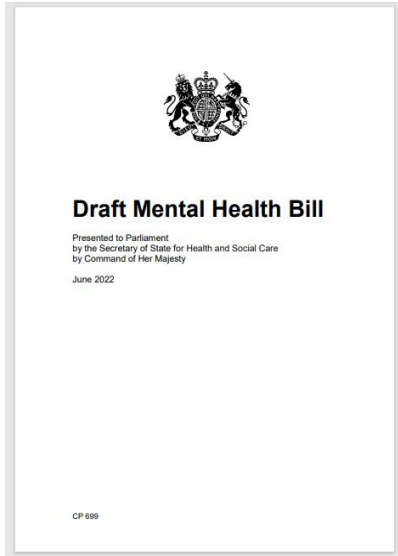 Draft Mental Health Bill
Presented to Parliament
by the Secretary of State for Health and Social Care
by Command of Her Majesty
June 2022
CP 699